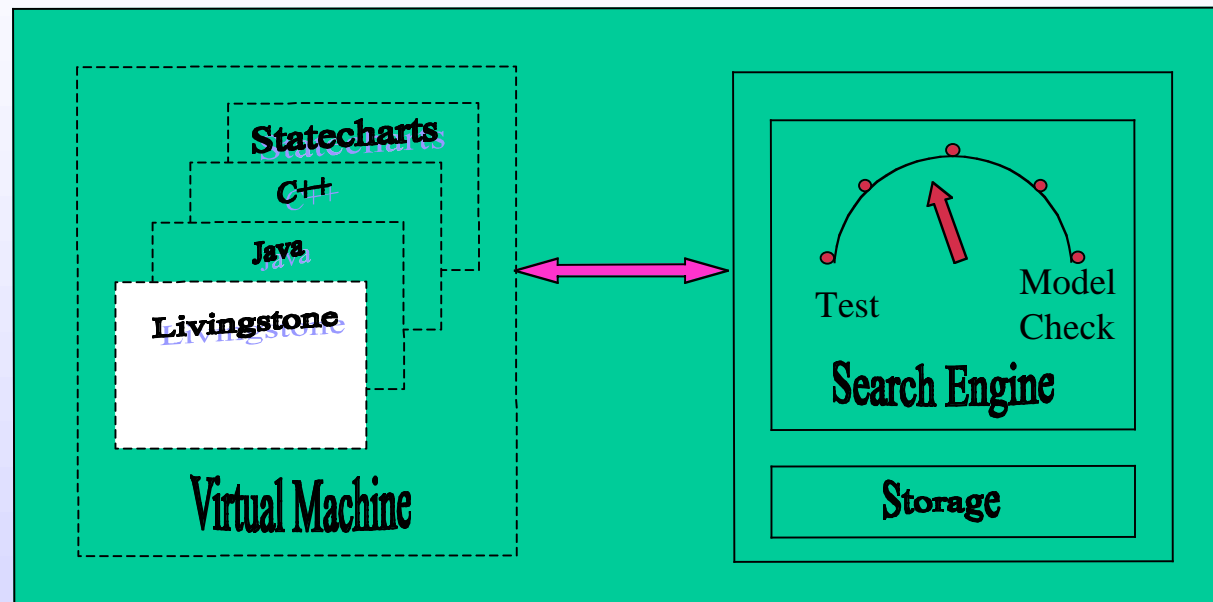 Statecharts
C++
Java
Livingstone
Virtual Machine
Test
Model
Check
Search Engine
Storage